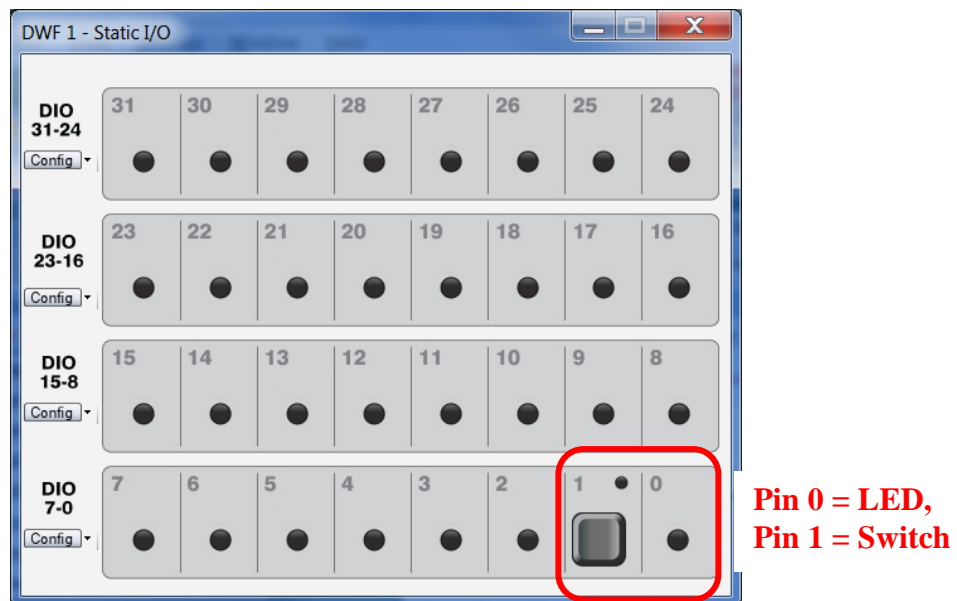 DWF 1 - Static I/O
DIO
31-24
Config
31 30 29 28 27 26 25 24
DIO
23-16
Config
23 22 21 20 19 18 17 16
DIO
15-8
Config
15 14 13 12 11 10 9 8
DIO
7-0
Config
7 6 5 4 3 2 1 0
Pin 0 = LED,
Pin 1 = Switch